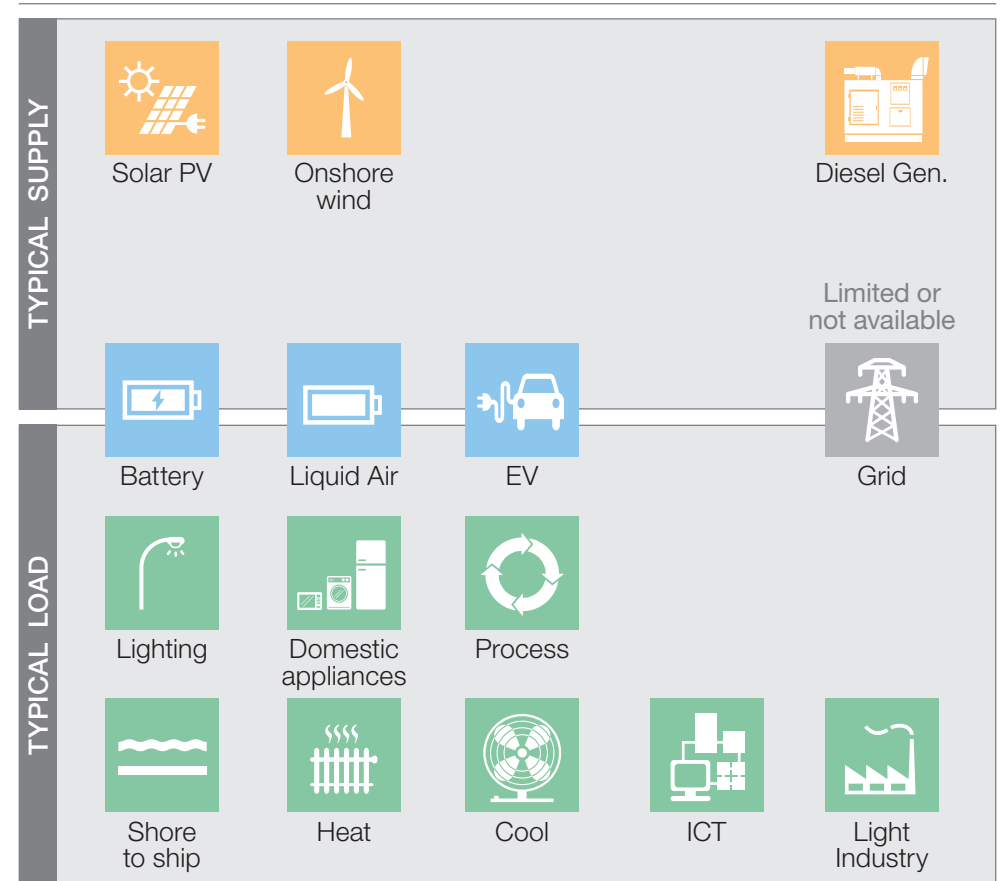 TYPICAL SUPPLY
Solar PV
Onshore
wind
Diesel Gen.
Limited or
not available
Battery
Liquid Air
EV
Grid
TYPICAL LOAD
Lighting
Domestic
appliances
Process
Shore
to ship
Heat
Cool
ICT
Light
Industry